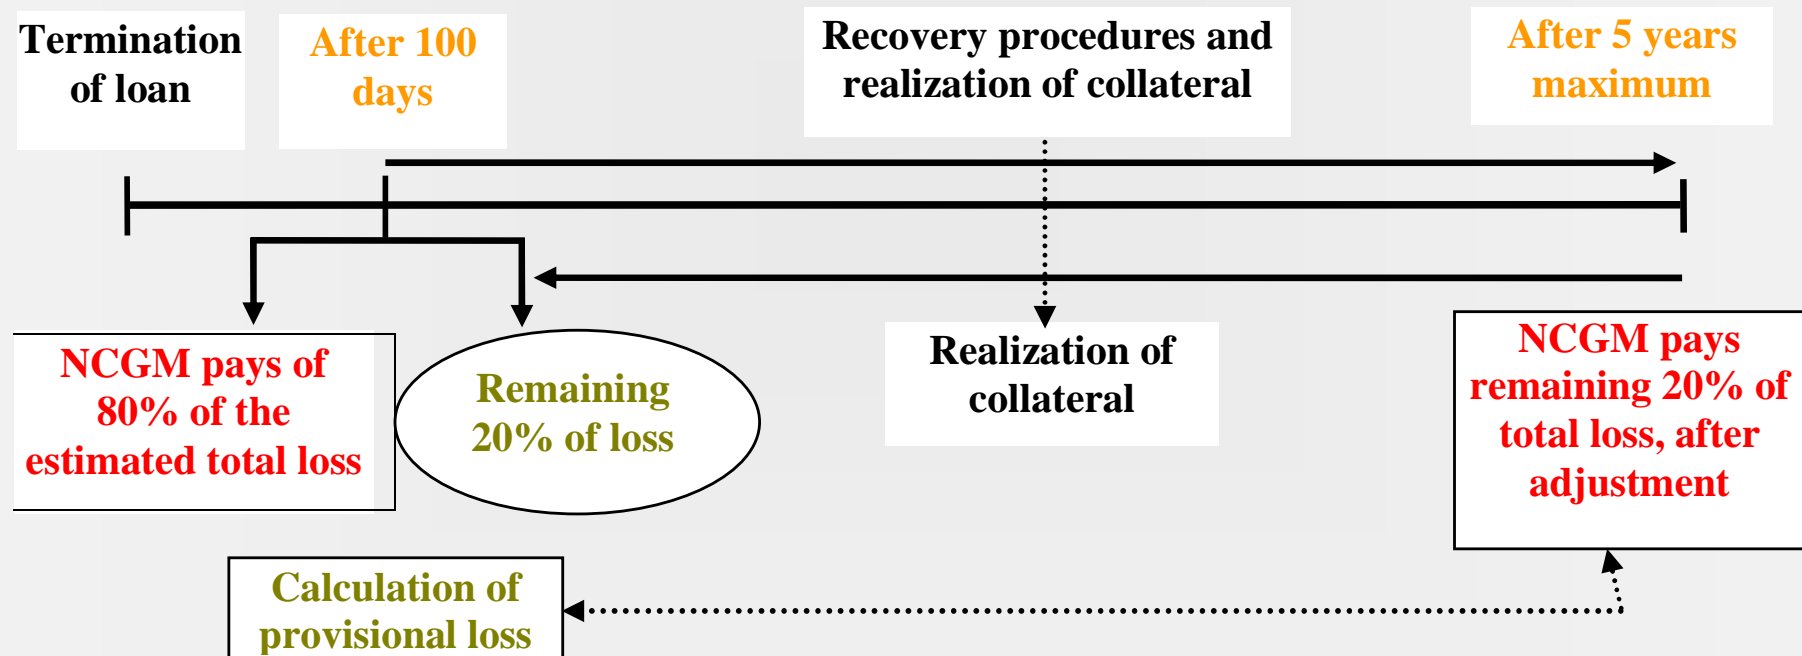 Termination
of loan
After 100
days
Recovery procedures and
realization of collateral
After 5 years
maximum
NCGM pays of
80% of the
estimated total loss
Remaining
20% of loss
Realization of
collateral
NCGM pays
remaining 20% of
total loss, after
adjustment
Calculation of
provisional loss